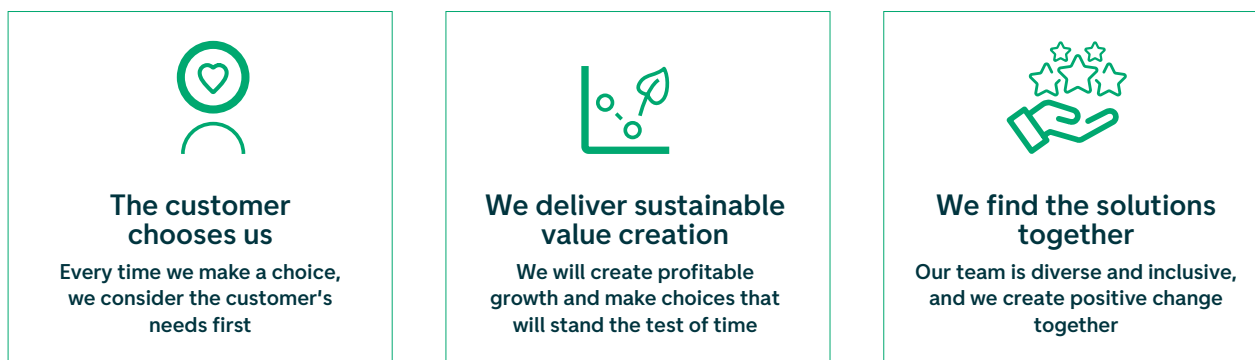 The customer
chooses us
Every time we make a choice,
we consider the customer's
needs first
We deliver sustainable
value creation
We will create profitable
growth and make choices that
will stand the test of time
We find the solutions
together
Our team is diverse and inclusive,
and we create positive change
together